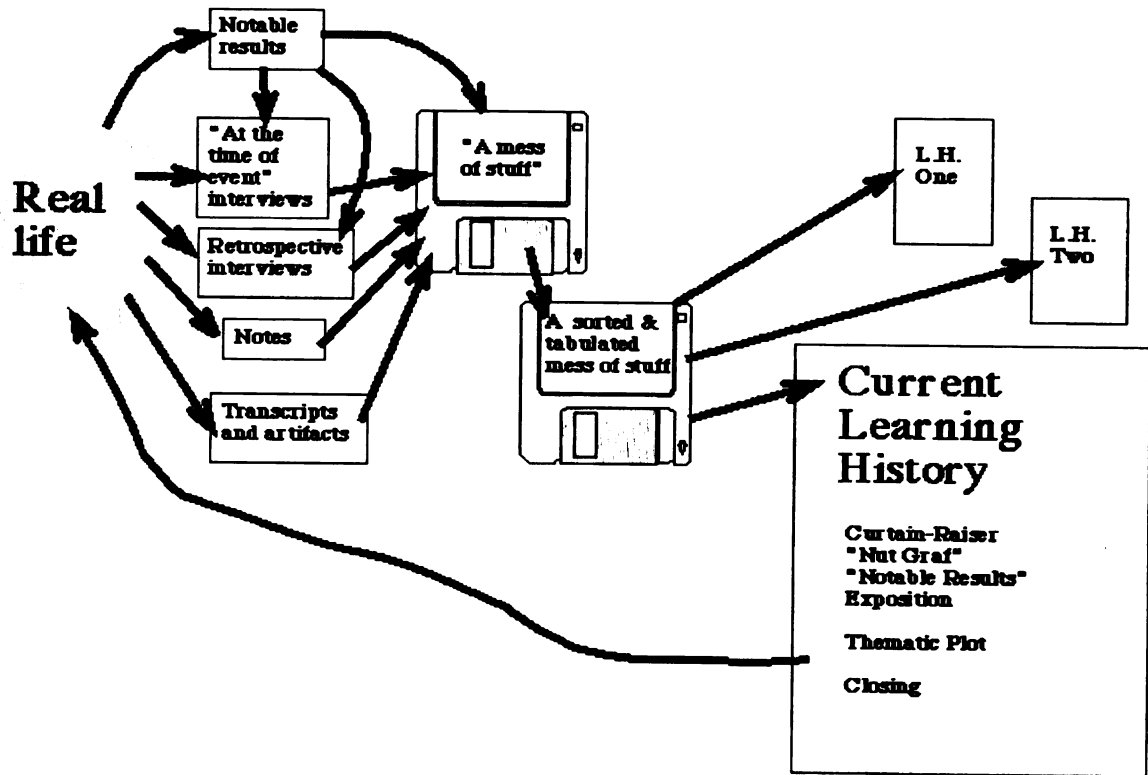 Notable
results
"At the
time of
event"
interviews
"A mess
of stuff"
L.H.
One
Real
life
Retrospective
interviews
L.H.
Two
Notes
A sorted &
tabulated
mess of stuff
Transcripts
and artifacts
Current
Learning
History
Curtain-Raiser
"Nut Graf"
"Notable Results"
Exposition
Thematic Plot
Closing